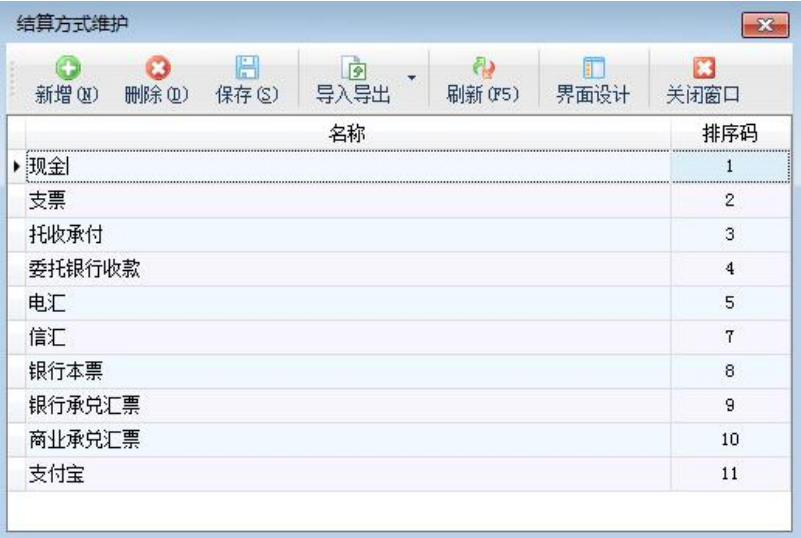 结算方式维护
新增(N) 删除(D) 保存(S) 导入导出 刷新(F5) 界面设计 关闭窗口
名称 排序码
现金 1
支票 2
托收承付 3
委托银行收款 4
电汇 5
信汇 7
银行本票 8
银行承兑汇票 9
商业承兑汇票 10
支付宝 11